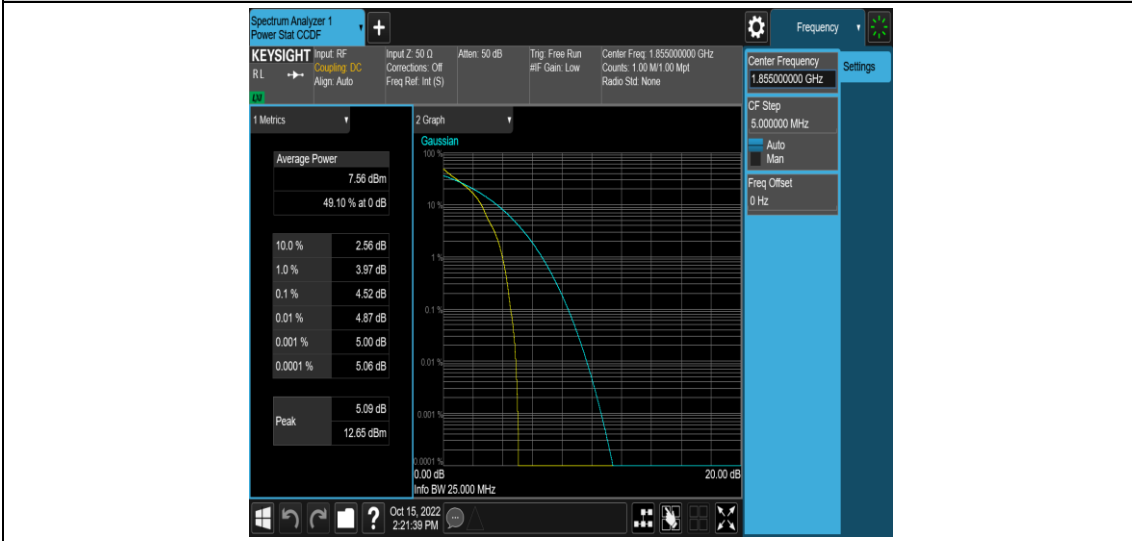 Spectrum Analyzer 1
Power Stat CCDF
+
Frequency
KEYSIGHT
R L
LM
Input: RF
Coupling: DC
Align: Auto
Input Z: 50 Ω
Corrections: Off
Freq Ref: Int (S)
Atten: 50 dB
Trig: Free Run
#IF Gain: Low
Center Freq: 1.855000000 GHz
Counts: 1.00 M/1.00 Mpt
Radio Std: None
Center Frequency
1.855000000 GHz
Settings
CF Step
5.000000 MHz
Auto
Man
Freq Offset
0 Hz
1 Metrics
Average Power
7.56 dBm
49.10 % at 0 dB
10.0 % 2.56 dB
1.0 % 3.97 dB
0.1 % 4.52 dB
0.01 % 4.87 dB
0.001 % 5.00 dB
0.0001 % 5.06 dB
Peak
5.09 dB
12.65 dBm
2 Graph
Gaussian
100 %
10 %
1 %
0.1 %
0.01 %
0.001 %
0.0001 %
0.00 dB
20.00 dB
Info BW 25.000 MHz
?
Oct 15, 2022
2:21:39 PM